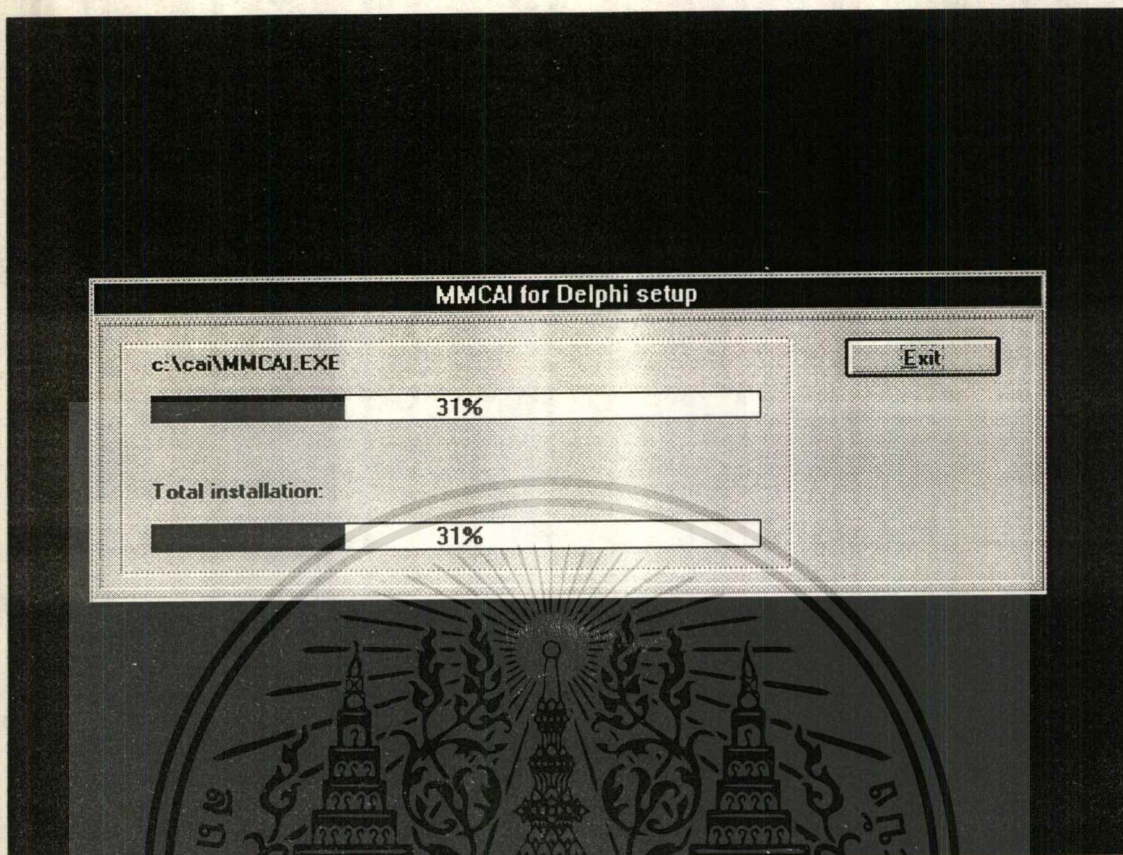 MMCAI for Delphi setup
c:\cai\MMCAI.EXE
Exit
31%
Total installation:
31%